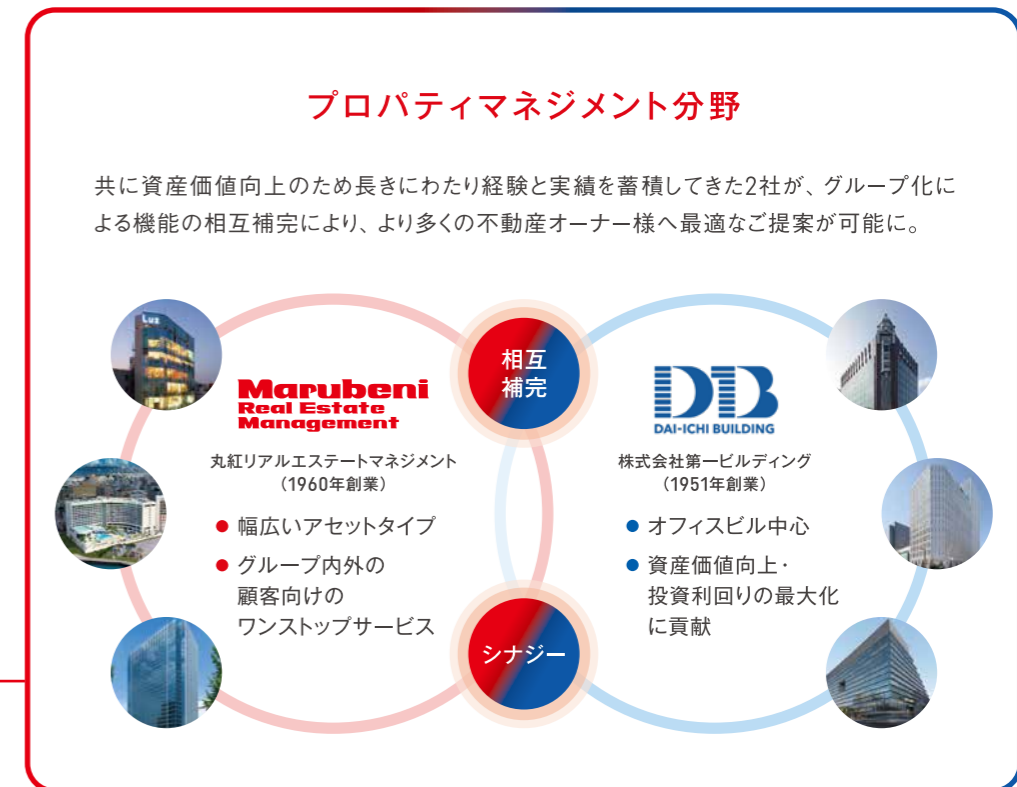 プロパティマネジメント分野
共に資産価値向上のため長きにわたり経験と実績を蓄積してきた2社が、グループ化に
よる機能の相互補完により、より多くの不動産オーナー様へ最適なご提案が可能に。
Luz
相互
補完
Marubeni
Real Estate
Management
丸紅リアルエステートマネジメント
（1960年創業）
● 幅広いアセットタイプ
● グループ内外の
顧客向けの
ワンストップサービス
DB
DAI-ICHI BUILDING
株式会社第一ビルディング
（1951年創業）
● オフィスビル中心
● 資産価値向上・
投資利回りの最大化
に貢献
シナジー